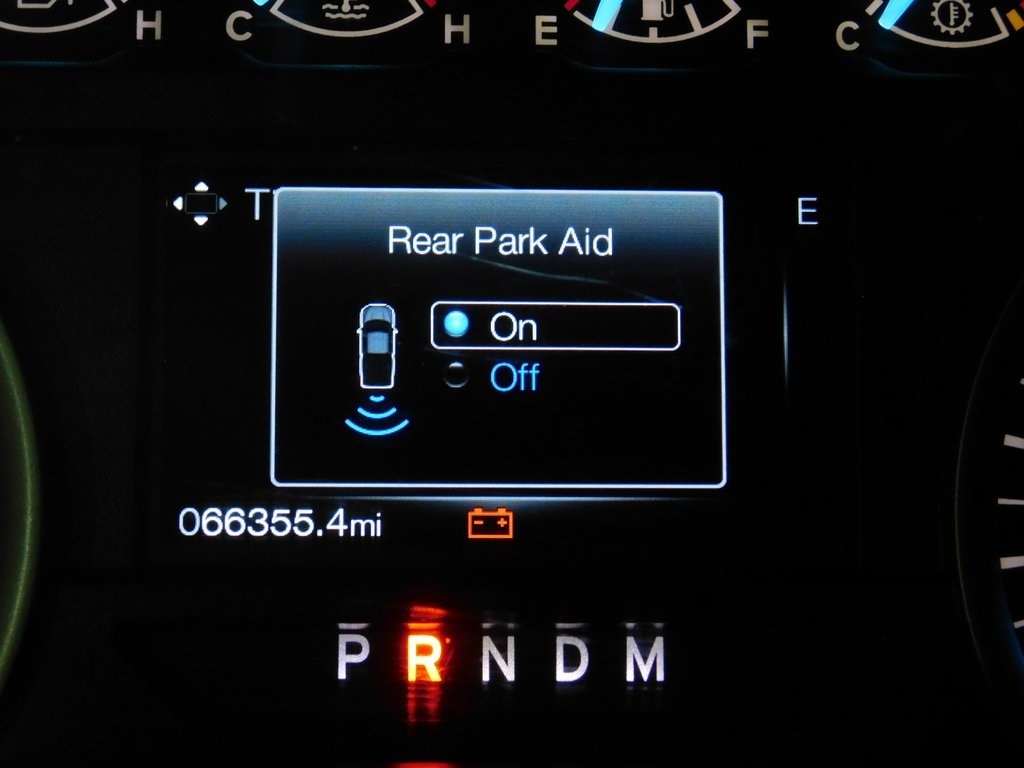 H C H E F C
T E
Rear Park Aid
On
Off
066355.4mi
P R N D M